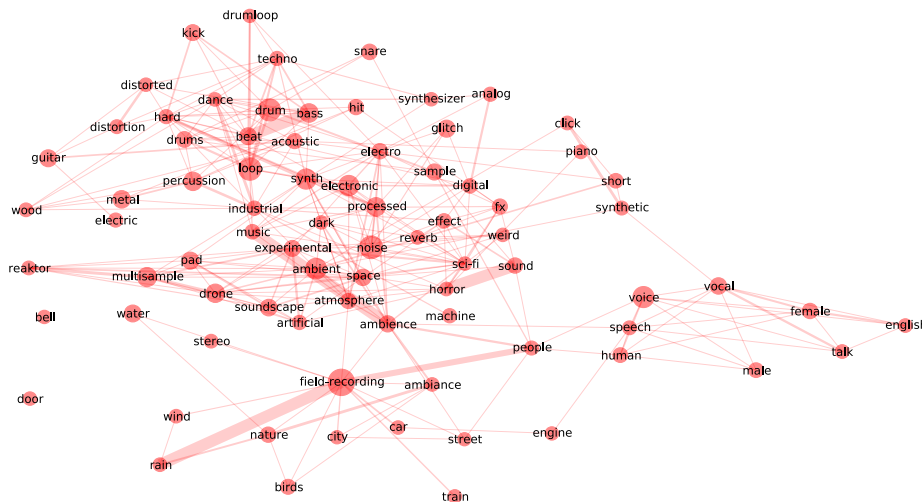 drumloop
kick
techno
snare
distorted
dance
synthesizer
analog
hard
drum
bass
hit
distortion
glitch
click
beat
drums
acoustic
guitar
electro
piano
loop
percussion
synth
electronic
sample
digital
short
metal
wood
electric
industrial
processed
fx
synthetic
dark
effect
music
reverb
weird
experimental
noise
pad
reaktor
multisample
ambient
space
sci-fi
sound
drone
atmosphere
horror
vocal
voice
soundscape
bell
water
artificial
ambience
machine
speech
female
english
stereo
people
human
talk
male
field-recording
ambiance
door
wind
nature
city
car
street
engine
rain
birds
train